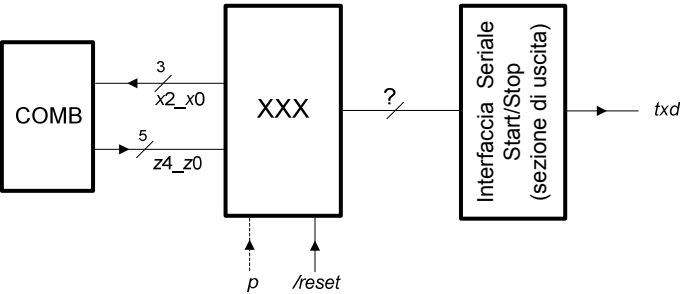 COMB
3
x2_x0
5
z4_z0
XXX
p
/reset
?
Interfaccia Seriale
Start/Stop
(sezione di uscita)
txd